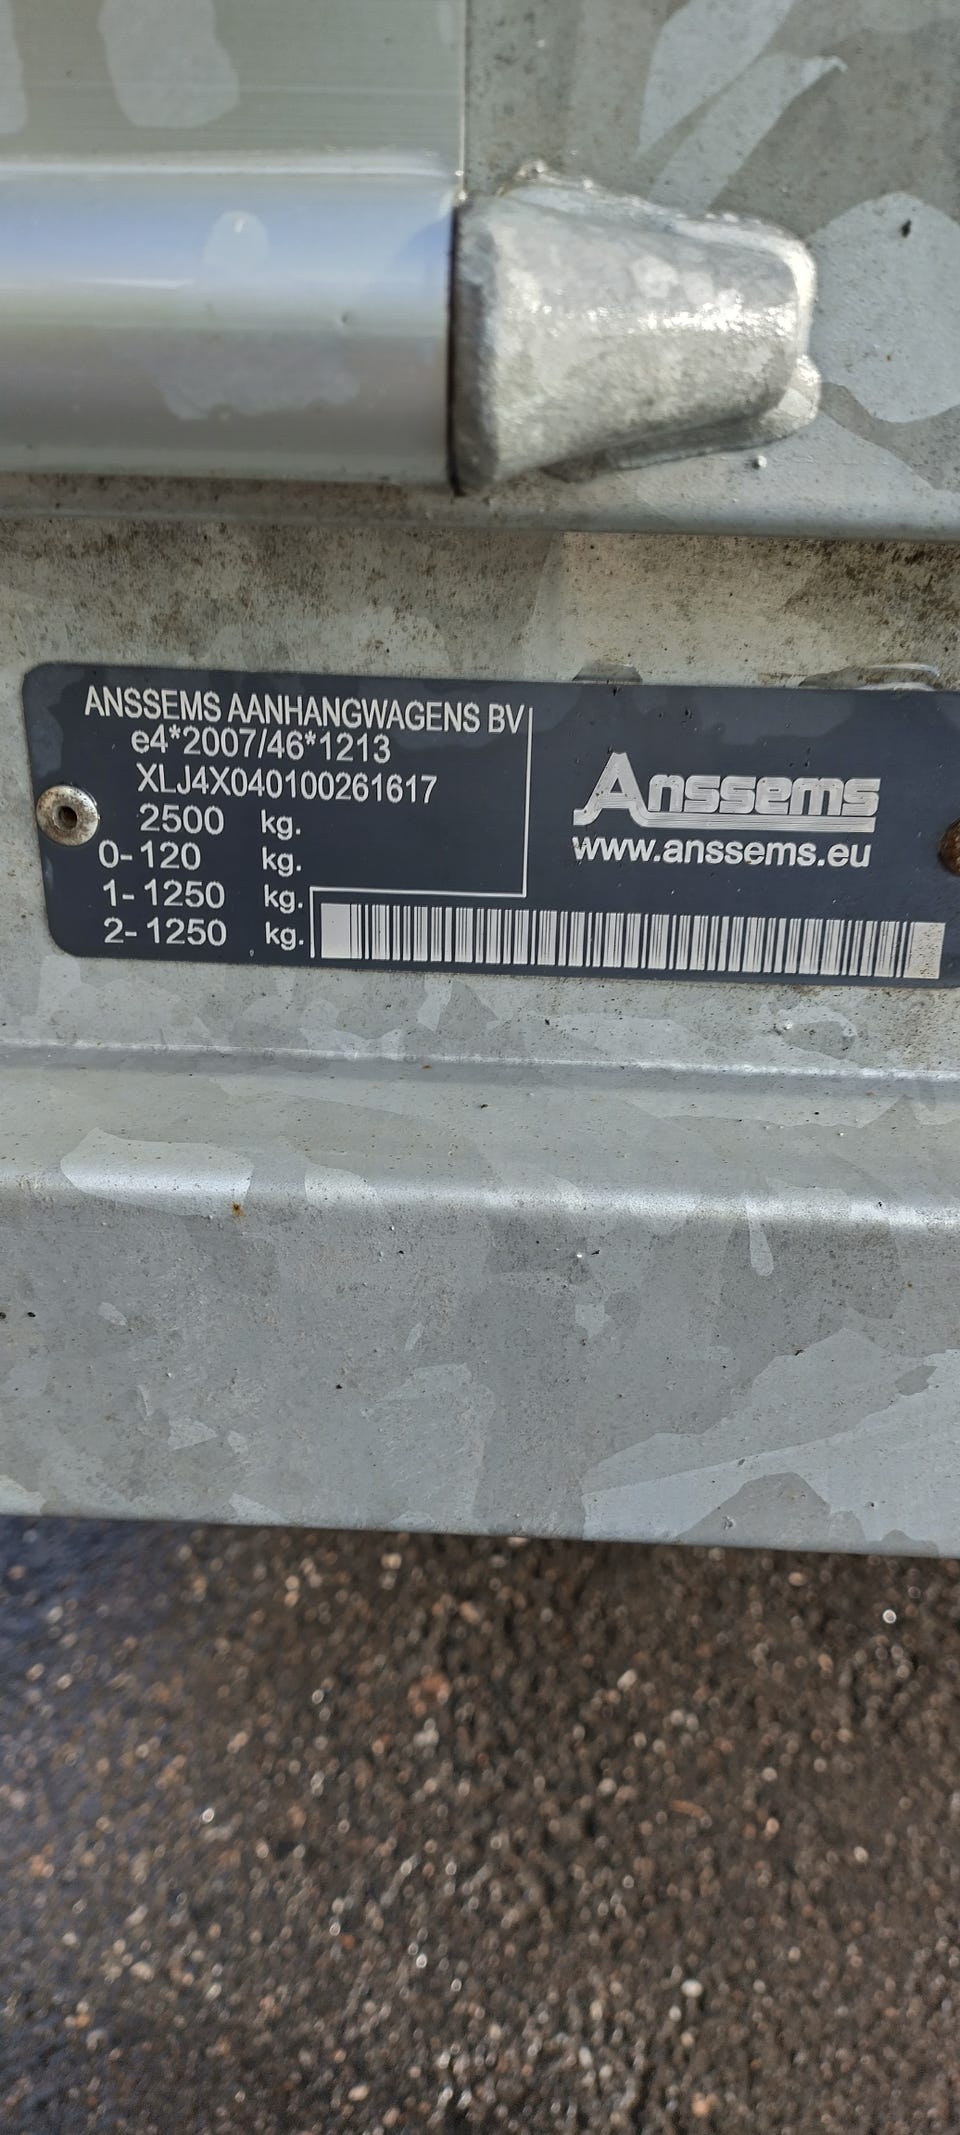 ANSSEMS AANHANGWAGENS BV
e4*2007/46*1213
XLJ4X040100261617
2500 kg.
0-120 kg.
1-1250 kg.
2-1250 kg.
Anssems
www.anssems.eu